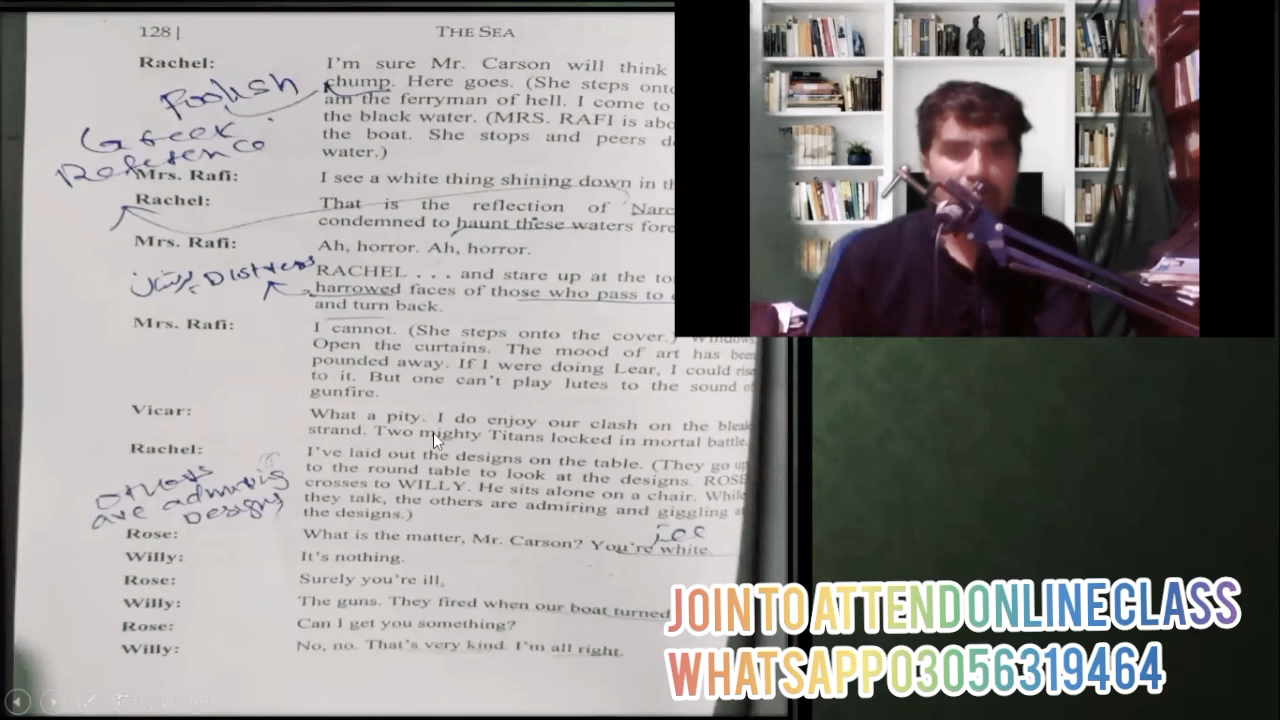 128 | THE SEA
Rachel: I'm sure Mr. Carson will think
chump. Here goes. (She steps onto
am the ferryman of hell. I come to
the black water. (MRS. RAFI is abo
the boat. She stops and peers d
water.)
foolish
Greek
Reference
Mrs. Rafi: I see a white thing shining down in th
Rachel: That is the reflection of Narc
condemned to haunt these waters fore
Mrs. Rafi: Ah, horror. Ah, horror.
پریشان Distress
RACHEL . . . and stare up at the to
harrowed faces of those who pass to
and turn back.
Mrs. Rafi: I cannot. (She steps onto the cover.) Windows.
Open the curtains. The mood of art has been
pounded away. If I were doing Lear, I could rise
to it. But one can't play lutes to the sound of
gunfire.
Vicar: What a pity. I do enjoy our clash on the bleak
strand. Two mighty Titans locked in mortal battle.
Rachel: I've laid out the designs on the table. (They go up
to the round table to look at the designs. ROSE
crosses to WILLY. He sits alone on a chair. While
they talk, the others are admiring and giggling at
the designs.)
others
are admiring
Designs
Rose: What is the matter, Mr. Carson? You're white.
Willy: It's nothing.
Rose: Surely you're ill,
Willy: The guns. They fired when our boat turned
Rose: Can I get you something?
Willy: No, no. That's very kind. I'm all right.
JOIN TO ATTEND ONLINE CLASS
WHATSAPP 03056319464